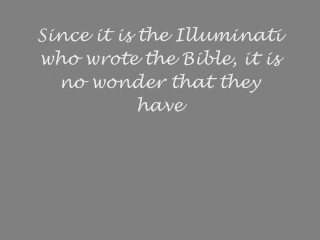 Since it is the Illuminati
who wrote the Bible, it is
no wonder that they
have